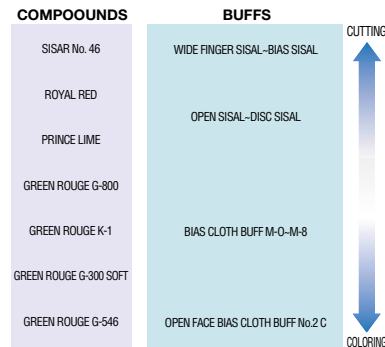 COMPOOUNDS BUFFS
CUTTING
SISAR No. 46 WIDE FINGER SISAL~BIAS SISAL
ROYAL RED
OPEN SISAL~DISC SISAL
PRINCE LIME
GREEN ROUGE G-800
GREEN ROUGE K-1 BIAS CLOTH BUFF M-O~M-8
GREEN ROUGE G-300 SOFT
GREEN ROUGE G-546 OPEN FACE BIAS CLOTH BUFF No.2 C
COLORING